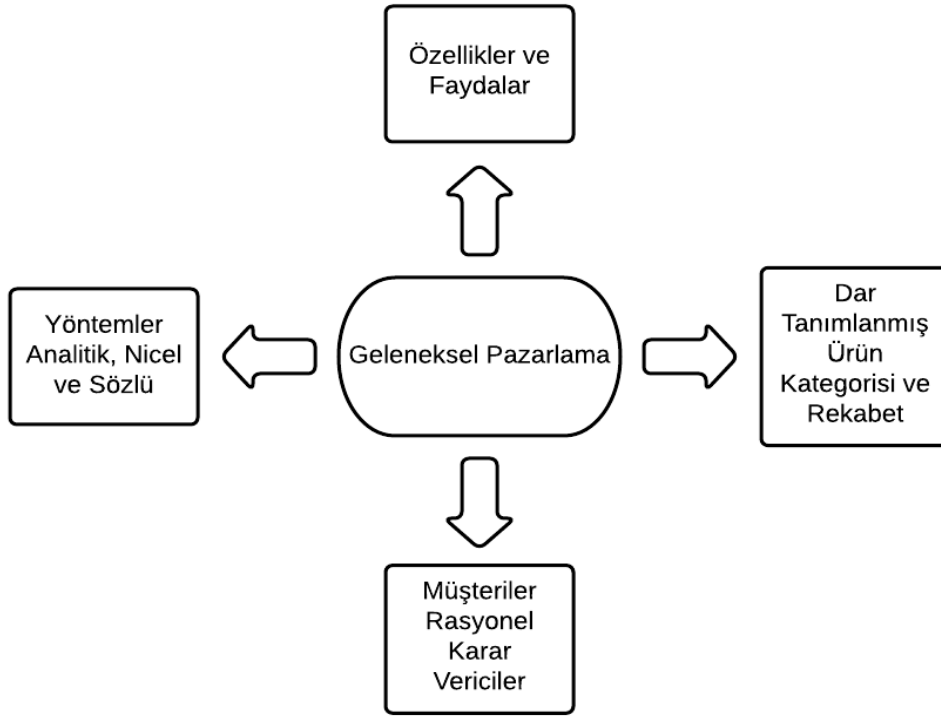 Özellikler ve
Faydalar
Yöntemler
Analitik, Nicel
ve Sözlü
Geleneksel Pazarlama
Dar
Tanımlanmış
Ürün
Kategorisi ve
Rekabet
Müşteriler
Rasyonel
Karar
Vericiler